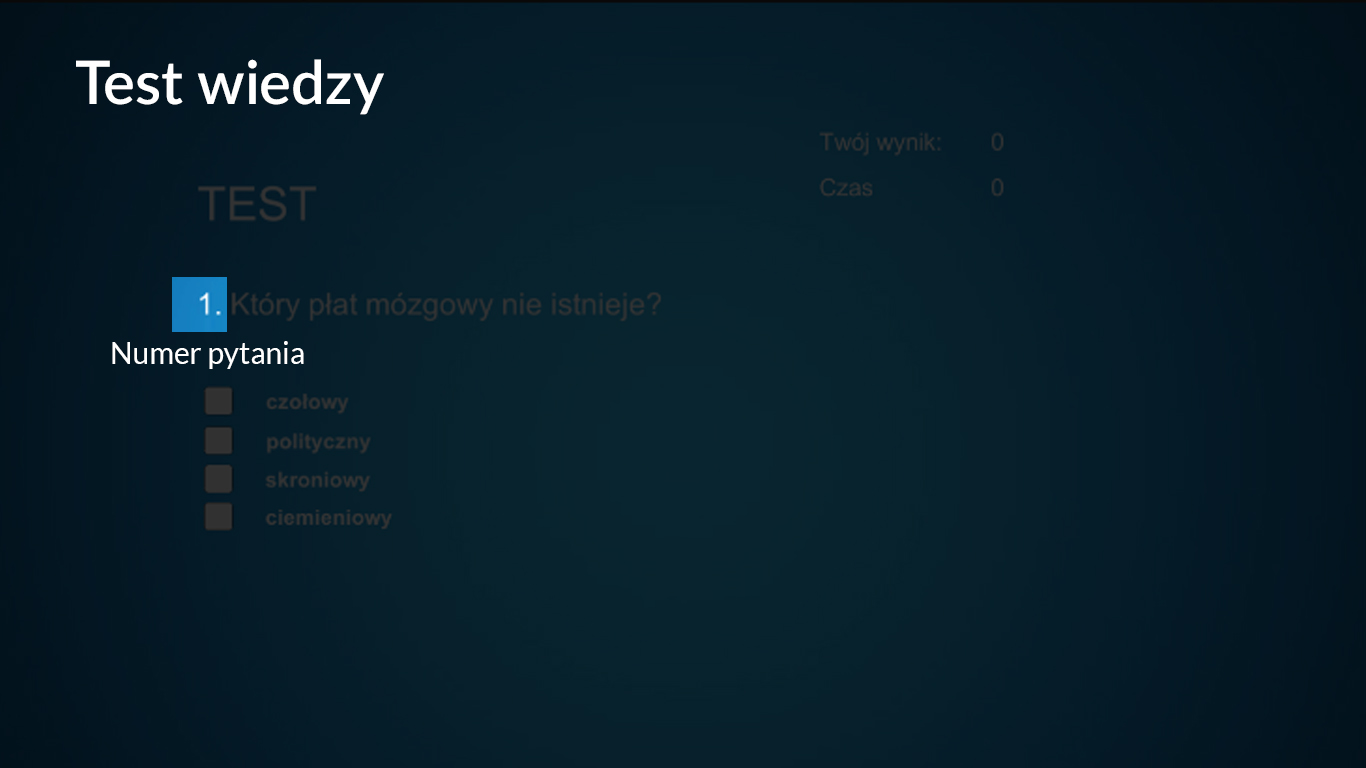 Test wiedzy
Twój wynik: 0
Czas 0
TEST
1. Który płat mózgowy nie istnieje?
Numer pytania
czołowy
polityczny
skroniowy
ciemieniowy